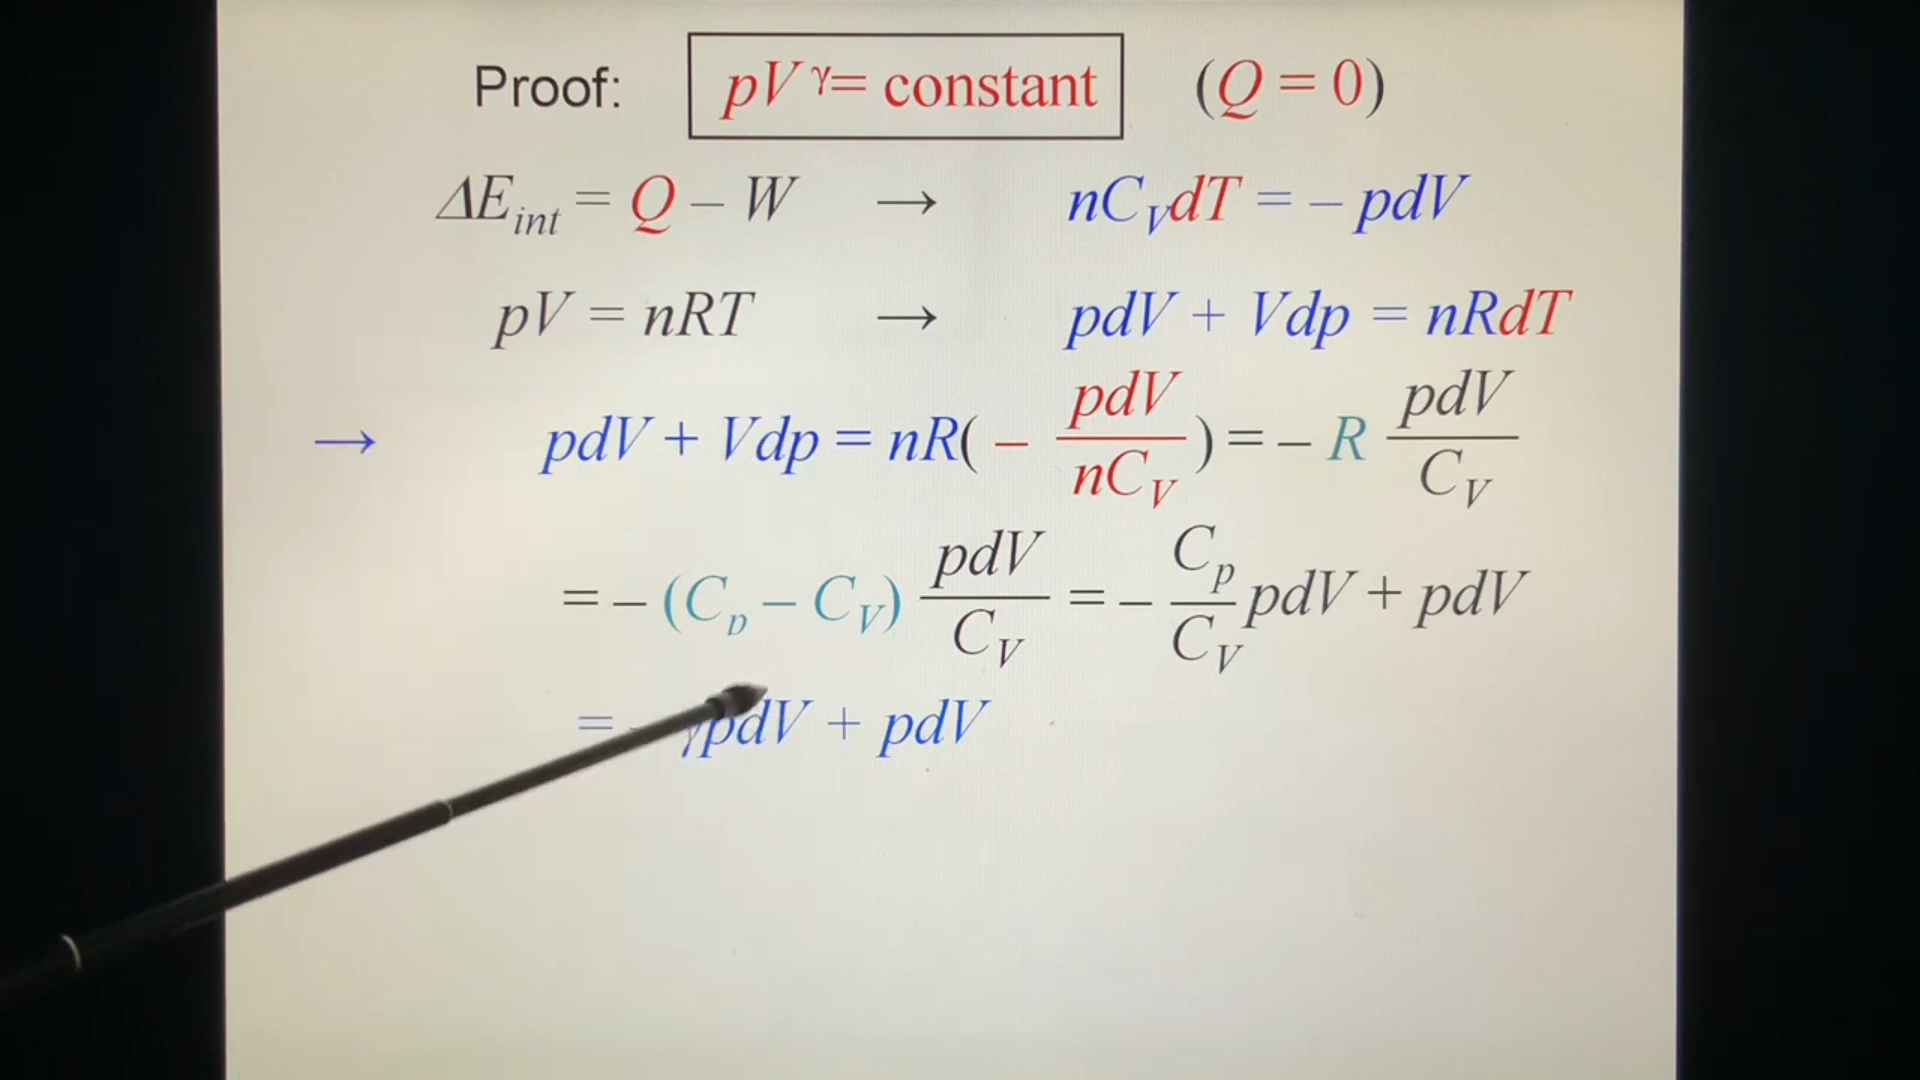 Proof: pV^γ = constant (Q = 0)
ΔE_int = Q – W → nC_V dT = – pdV
pV = nRT → pdV + Vdp = nRdT
→ pdV + Vdp = nR(– pdV/nC_V) = – R pdV/C_V
= – (C_p – C_V) pdV/C_V = – C_p/C_V pdV + pdV
= – γpdV + pdV